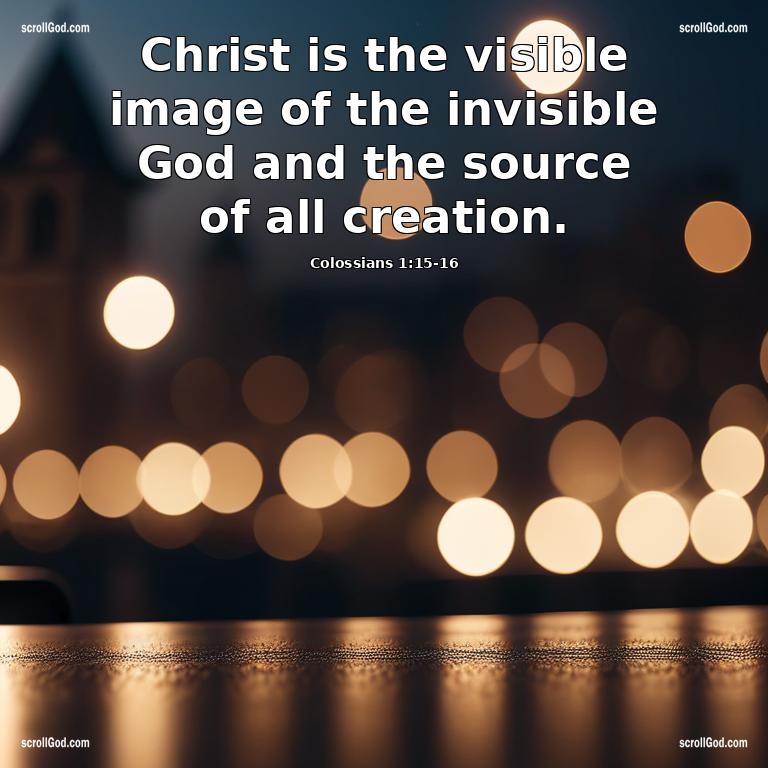 scrollGod.com
scrollGod.com
Christ is the visible
image of the invisible
God and the source
of all creation.
Colossians 1:15-16
scrollGod.com
scrollGod.com